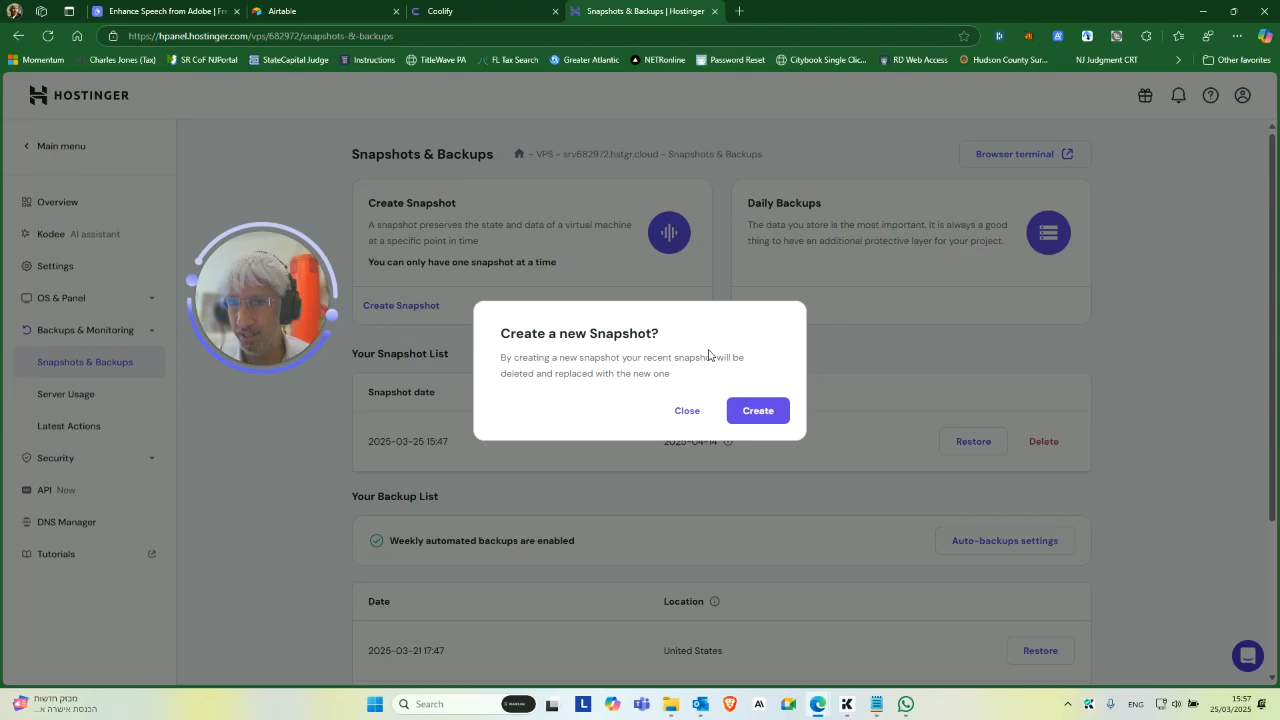 Enhance Speech from Adobe | Fr
Airtable
Coolify
Snapshots & Backups | Hostinger
https://hpanel.hostinger.com/vps/682972/snapshots-&-backups
Momentum
Charles Jones (Tax)
SR CoF NJPortal
StateCapital Judge
Instructions
TitleWave PA
FL Tax Search
Greater Atlantic
NETRonline
Password Reset
Citybook Single Clic...
RD Web Access
Hudson County Sur...
NJ Judgment CRT
Other favorites
HOSTINGER
Main menu
Snapshots & Backups
- VPS - srv682972.hstgr.cloud - Snapshots & Backups
Browser terminal
Overview
Kodee AI assistant
Settings
OS & Panel
Backups & Monitoring
Snapshots & Backups
Server Usage
Latest Actions
Security
API New
DNS Manager
Tutorials
Create Snapshot
A snapshot preserves the state and data of a virtual machine
at a specific point in time
You can only have one snapshot at a time
Create Snapshot
Daily Backups
The data you store is the most important. It is always a good
thing to have an additional protective layer for your project.
Create a new Snapshot?
By creating a new snapshot your recent snapshot will be
deleted and replaced with the new one
Close
Create
Your Snapshot List
Snapshot date
2025-03-25 15:47
2025-04-14
Restore
Delete
Your Backup List
Weekly automated backups are enabled
Auto-backups settings
Date
Location
2025-03-21 17:47
United States
Restore
Search
ENG
15:57
25/03/2025